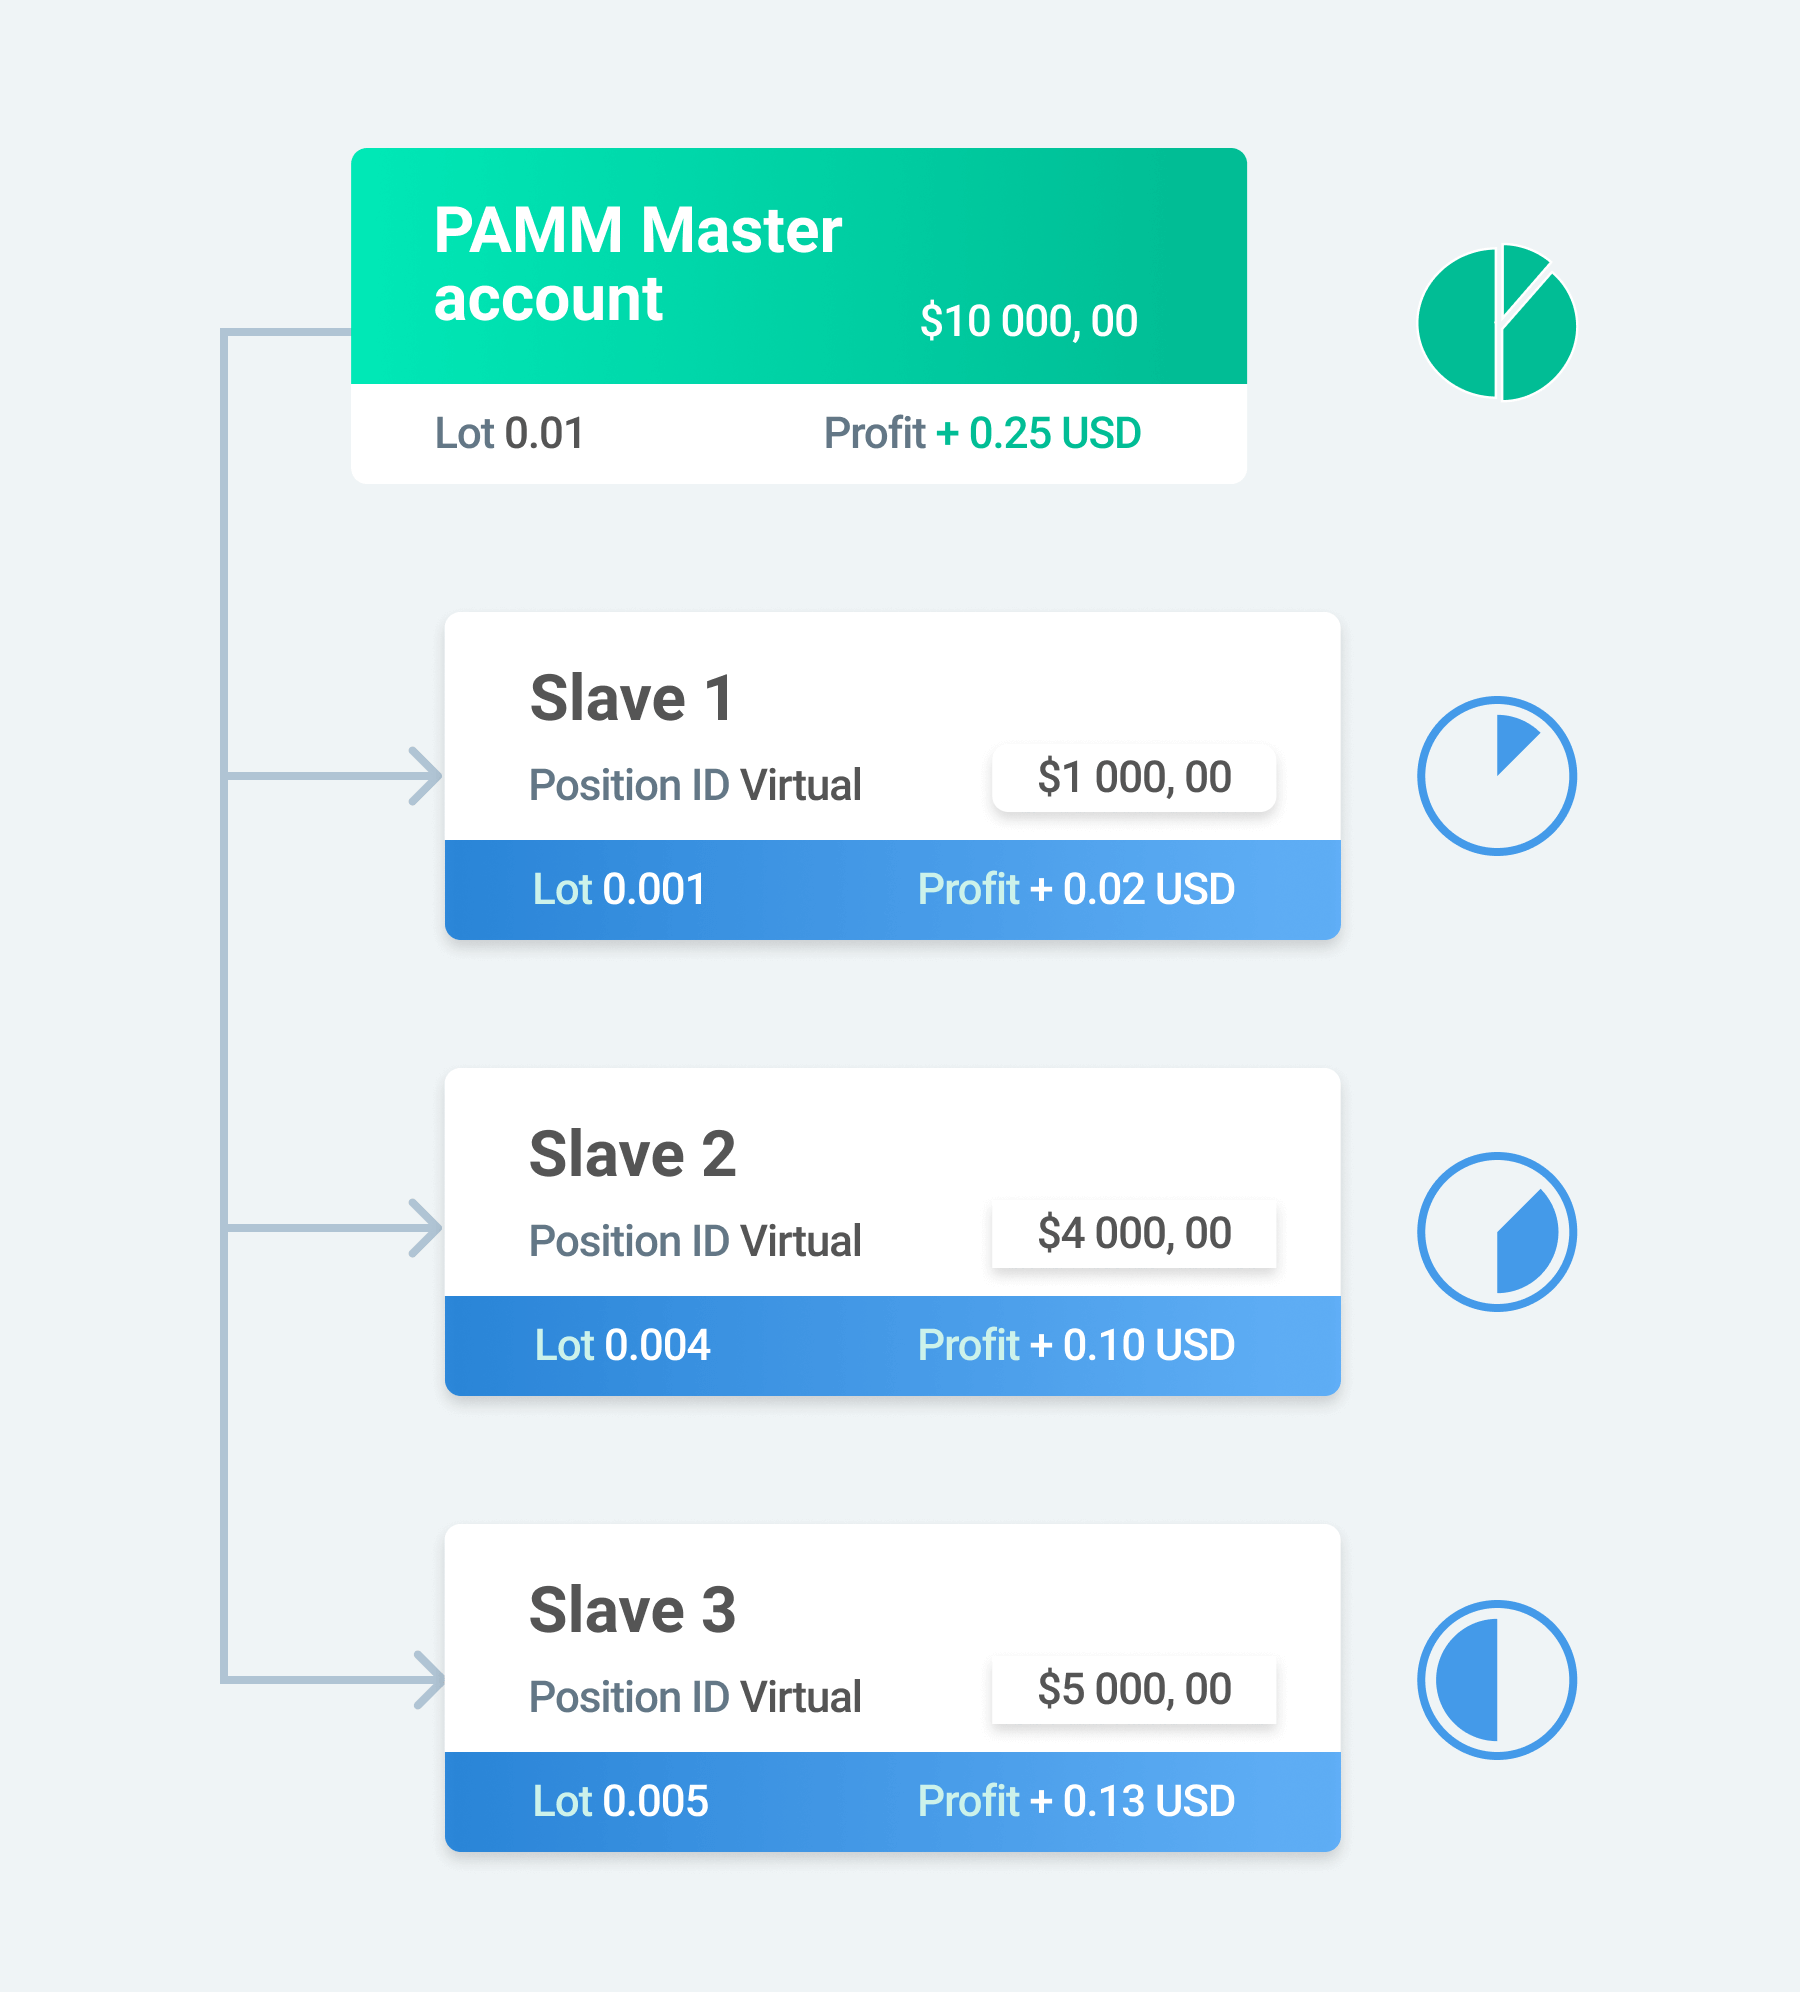 PAMM Master
account
$10 000, 00
Lot 0.01
Profit + 0.25 USD
Slave 1
Position ID Virtual
$1 000, 00
Lot 0.001
Profit + 0.02 USD
Slave 2
Position ID Virtual
$4 000, 00
Lot 0.004
Profit + 0.10 USD
Slave 3
Position ID Virtual
$5 000, 00
Lot 0.005
Profit + 0.13 USD